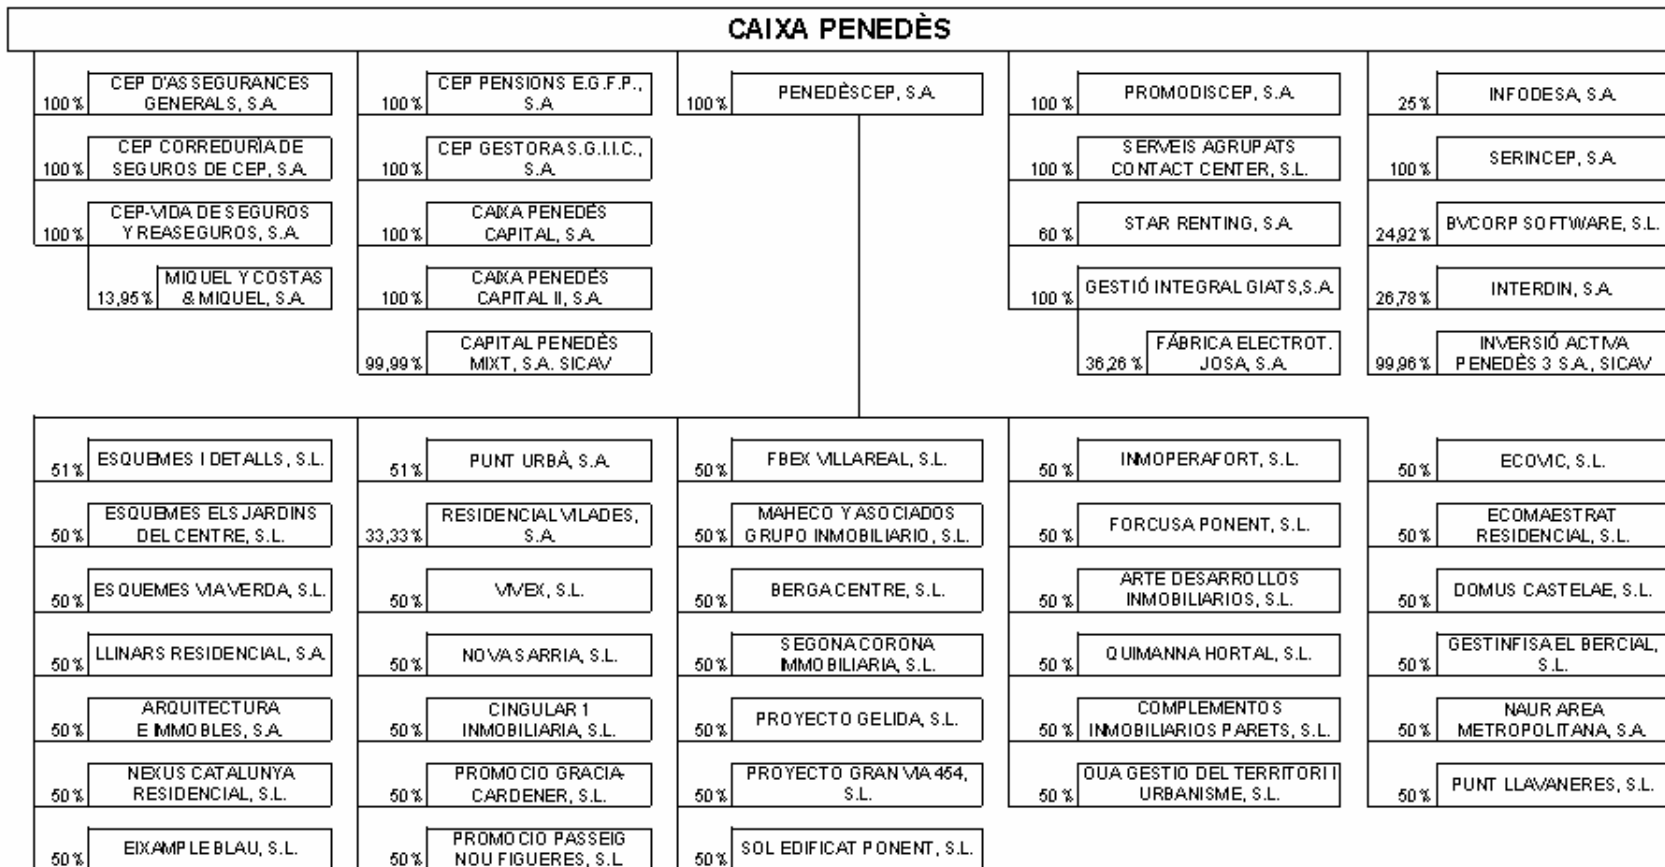 CAIXA PENEDÈS
100% CEP D'ASSEGURANCES
GENERALS, S.A.
100% CEP CORREDURÌA DE
SEGUROS DE CEP, S.A.
100% CEP-VIDA DE SEGUROS
Y REASEGUROS, S.A.
13,95% MIQUEL Y COSTAS
& MIQUEL, S.A.
100% CEP PENSIONS E.G.F.P.,
S.A.
100% CEP GESTORA S.G.I.I.C.,
S.A.
100% CAIXA PENEDÈS
CAPITAL, S.A.
100% CAIXA PENEDÈS
CAPITAL II, S.A.
99,99% CAPITAL PENEDÈS
MIXT, S.A. SICAV
100% PENEDÈSCEP, S.A.
100% PROMODISCEP, S.A.
100% SERVEIS AGRUPATS
CONTACT CENTER, S.L.
60% STAR RENTING, S.A.
100% GESTIÓ INTEGRAL GIATS,S.A.
36,26% FÁBRICA ELECTROT.
JOSA, S.A.
25% INFODESA, S.A.
100% SERINCEP, S.A.
24,92% BVCORP SOFTWARE, S.L.
26,78% INTERDIN, S.A.
99,96% INVERSIÓ ACTIVA
PENEDÈS 3 S.A., SICAV
51% ESQUEMES I DETALLS, S.L.
50% ESQUEMES ELS JARDINS
DEL CENTRE, S.L.
50% ESQUEMES VIA VERDA, S.L.
50% LLINARS RESIDENCIAL, S.A.
50% ARQUITECTURA
E IMMOBLES, S.A.
50% NEXUS CATALUNYA
RESIDENCIAL, S.L.
50% EIXAMPLE BLAU, S.L.
51% PUNT URBÀ, S.A.
33,33% RESIDENCIAL VILADES,
S.A.
50% VIVEX, S.L.
50% NOVA SARRIA, S.L.
50% CINGULAR 1
INMOBILIARIA, S.L.
50% PROMOCIO GRACIA-
CARDENER, S.L.
50% PROMOCIO PASSEIG
NOU FIGUERES, S.L
50% FBEX VILLAREAL, S.L.
50% MAHECO Y ASOCIADOS
GRUPO INMOBILIARIO, S.L.
50% BERGA CENTRE, S.L.
50% SEGONA CORONA
IMMOBILIARIA, S.L.
50% PROYECTO GELIDA, S.L.
50% PROYECTO GRAN VIA 454,
S.L.
50% SOL EDIFICAT PONENT, S.L.
50% INMOPERAFORT, S.L.
50% FORCUSA PONENT, S.L.
50% ARTE DESARROLLOS
INMOBILIARIOS, S.L.
50% QUIMANNA HORTAL, S.L.
50% COMPLEMENTOS
INMOBILIARIOS PARETS, S.L.
50% OUA GESTIO DEL TERRITORI I
URBANISME, S.L.
50% ECOVIC, S.L.
50% ECOMAESTRAT
RESIDENCIAL, S.L.
50% DOMUS CASTELAE, S.L.
50% GESTINFISA EL BERCIAL,
S.L.
50% NAUR AREA
METROPOLITANA, S.A.
50% PUNT LLAVANERES, S.L.